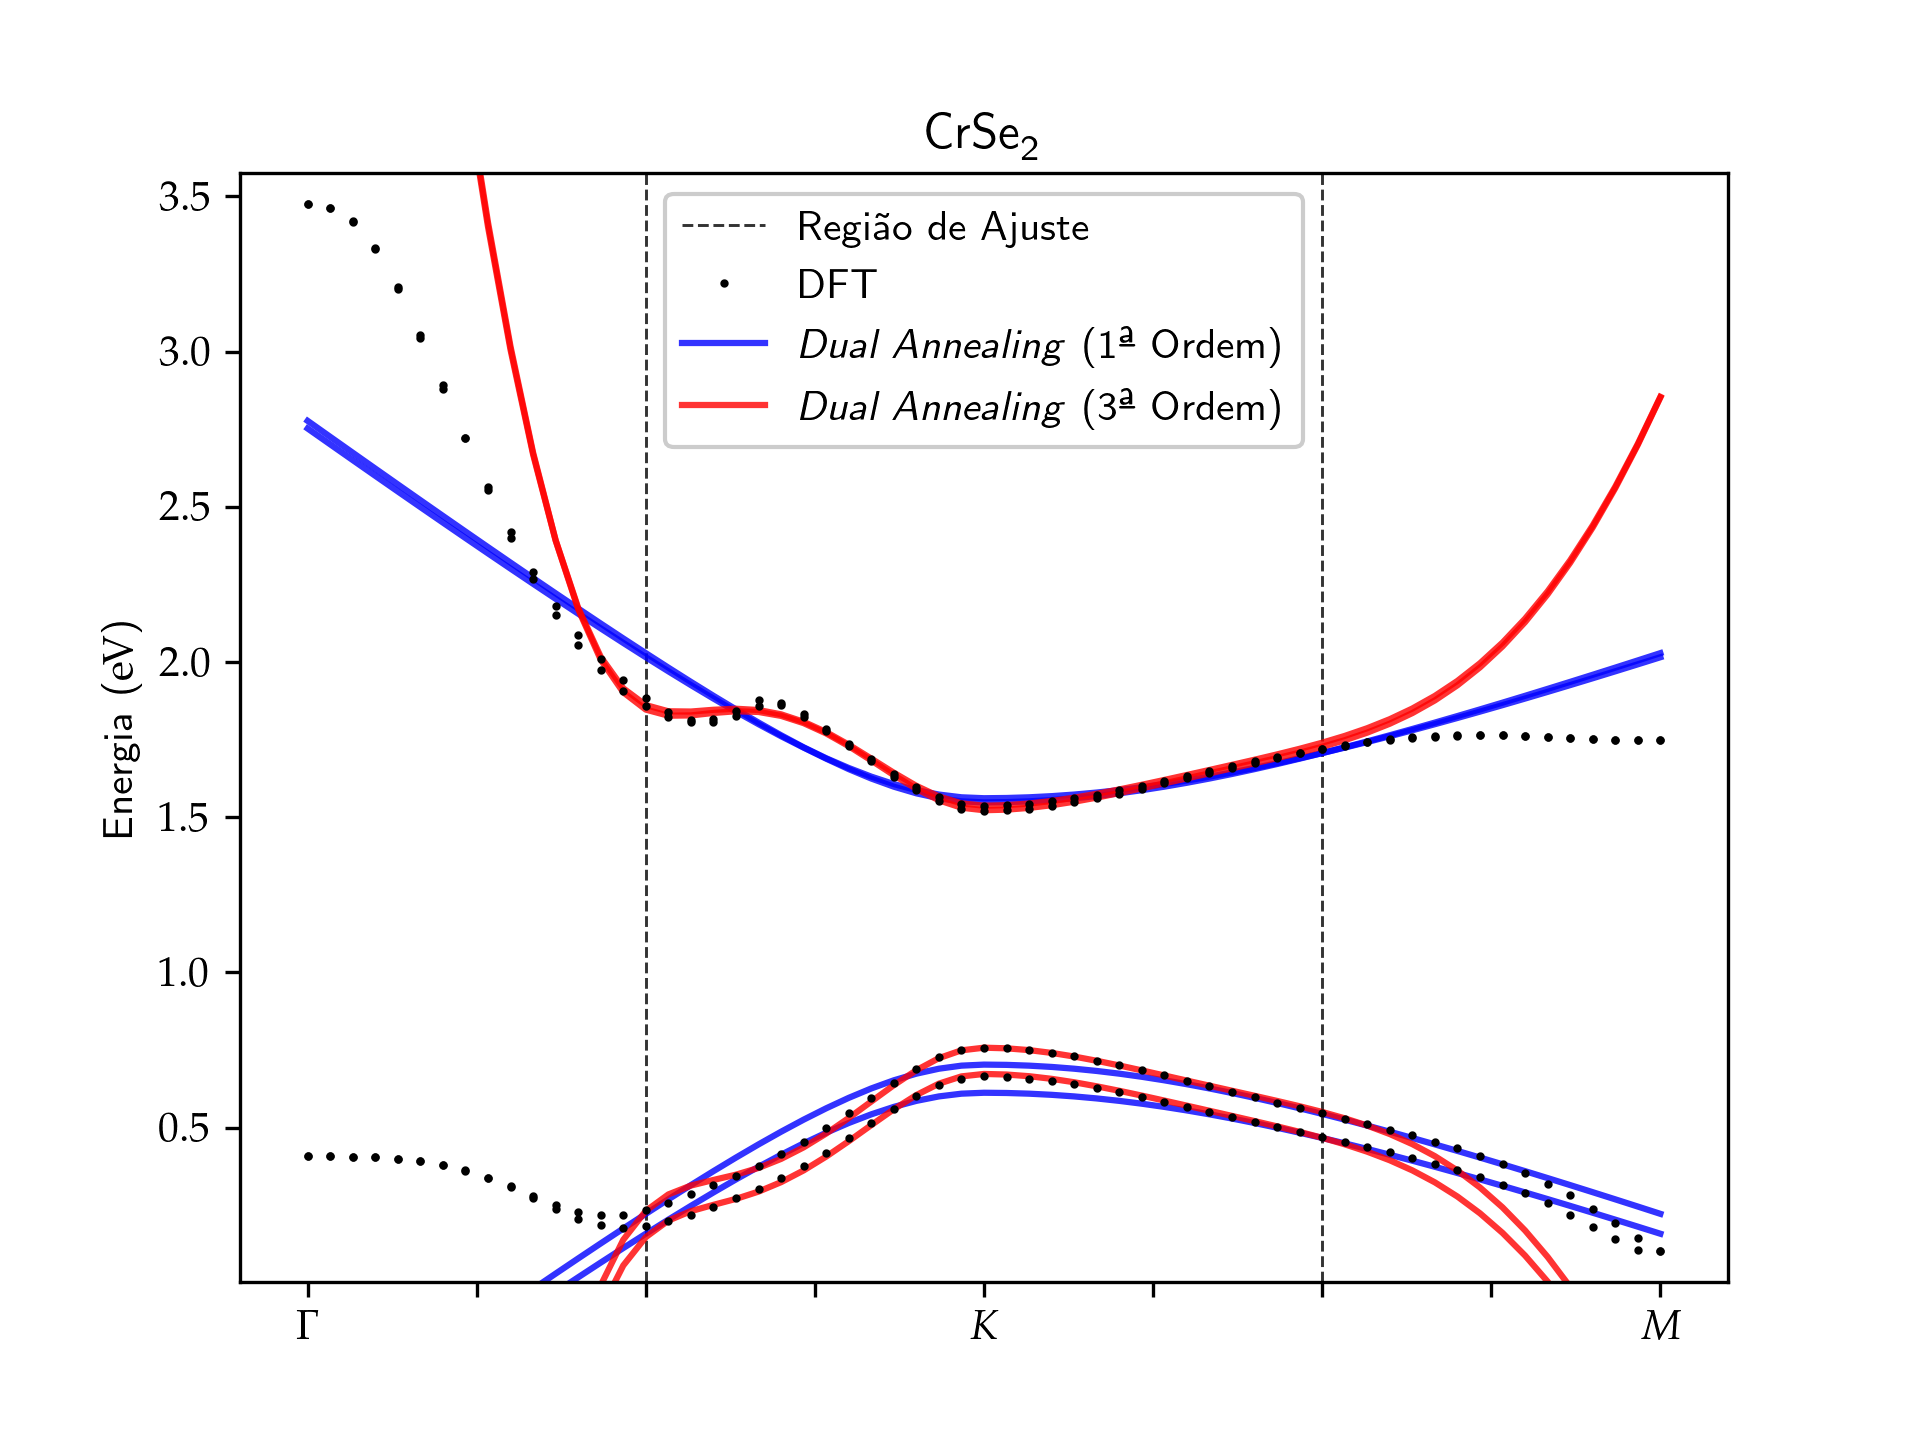 CrSe₂
3.5
3.0
2.5
2.0
1.5
1.0
0.5
Energia (eV)
Região de Ajuste
DFT
Dual Annealing (1ª Ordem)
Dual Annealing (3ª Ordem)
Γ K M